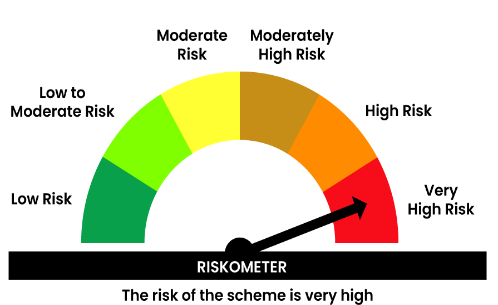 Moderate
Risk
Moderately
High Risk
Low to
Moderate Risk
High Risk
Low Risk
Very
High Risk
RISKOMETER
The risk of the scheme is very high